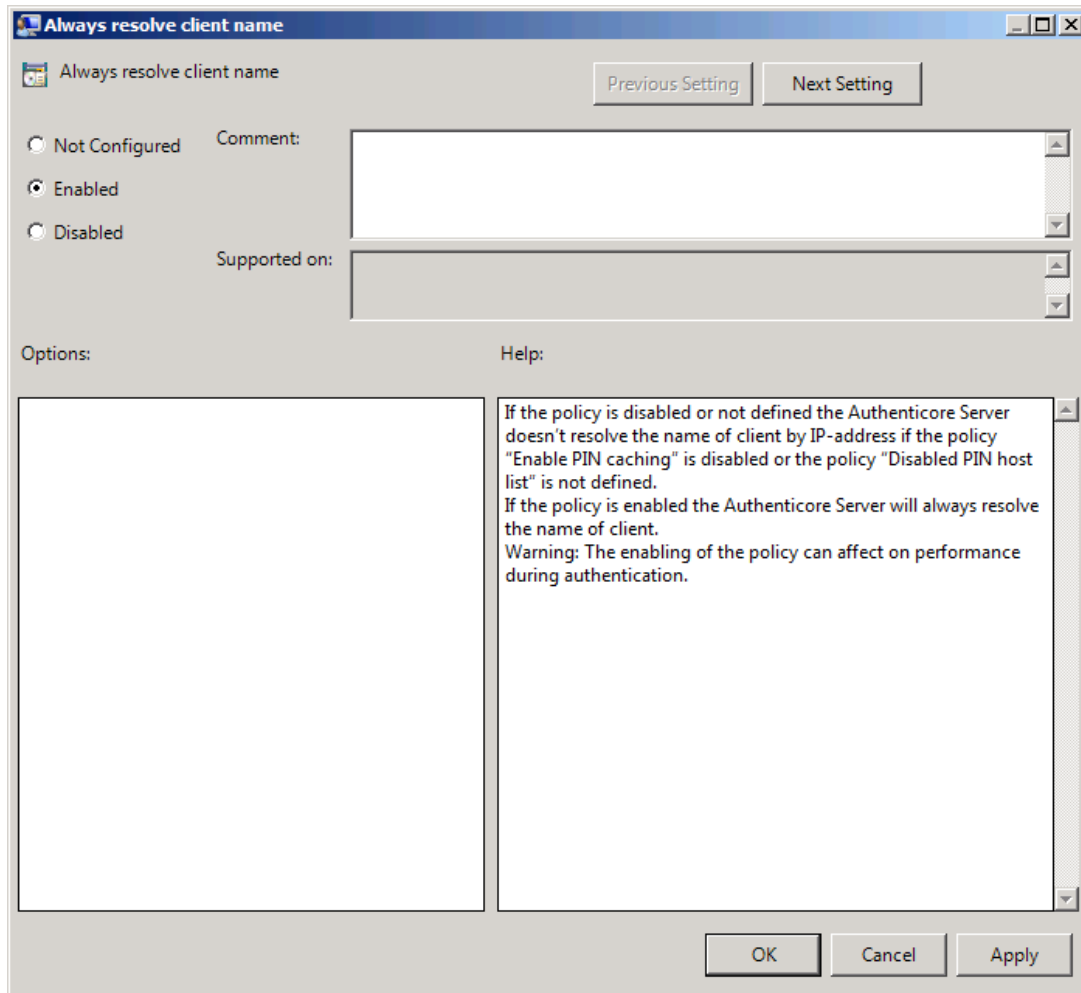 Always resolve client name
Always resolve client name
Previous Setting
Next Setting
Not Configured
Comment:
Enabled
Disabled
Supported on:
Options:
Help:
If the policy is disabled or not defined the Authenticore Server
doesn't resolve the name of client by IP-address if the policy
“Enable PIN caching” is disabled or the policy “Disabled PIN host
list” is not defined.
If the policy is enabled the Authenticore Server will always resolve
the name of client.
Warning: The enabling of the policy can affect on performance
during authentication.
OK
Cancel
Apply